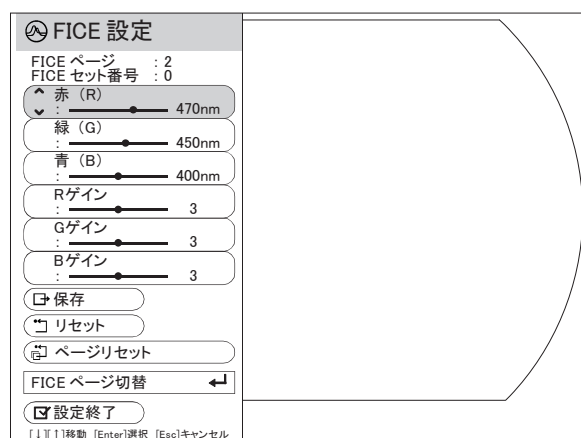 FICE 設定
FICE ページ : 2
FICE セット番号 : 0
赤 (R)
: 470nm
緑 (G)
: 450nm
青 (B)
: 400nm
Rゲイン
: 3
Gゲイン
: 3
Bゲイン
: 3
保存
リセット
ページリセット
FICE ページ切替
設定終了
[↓][↑]移動 [Enter]選択 [Esc]キャンセル